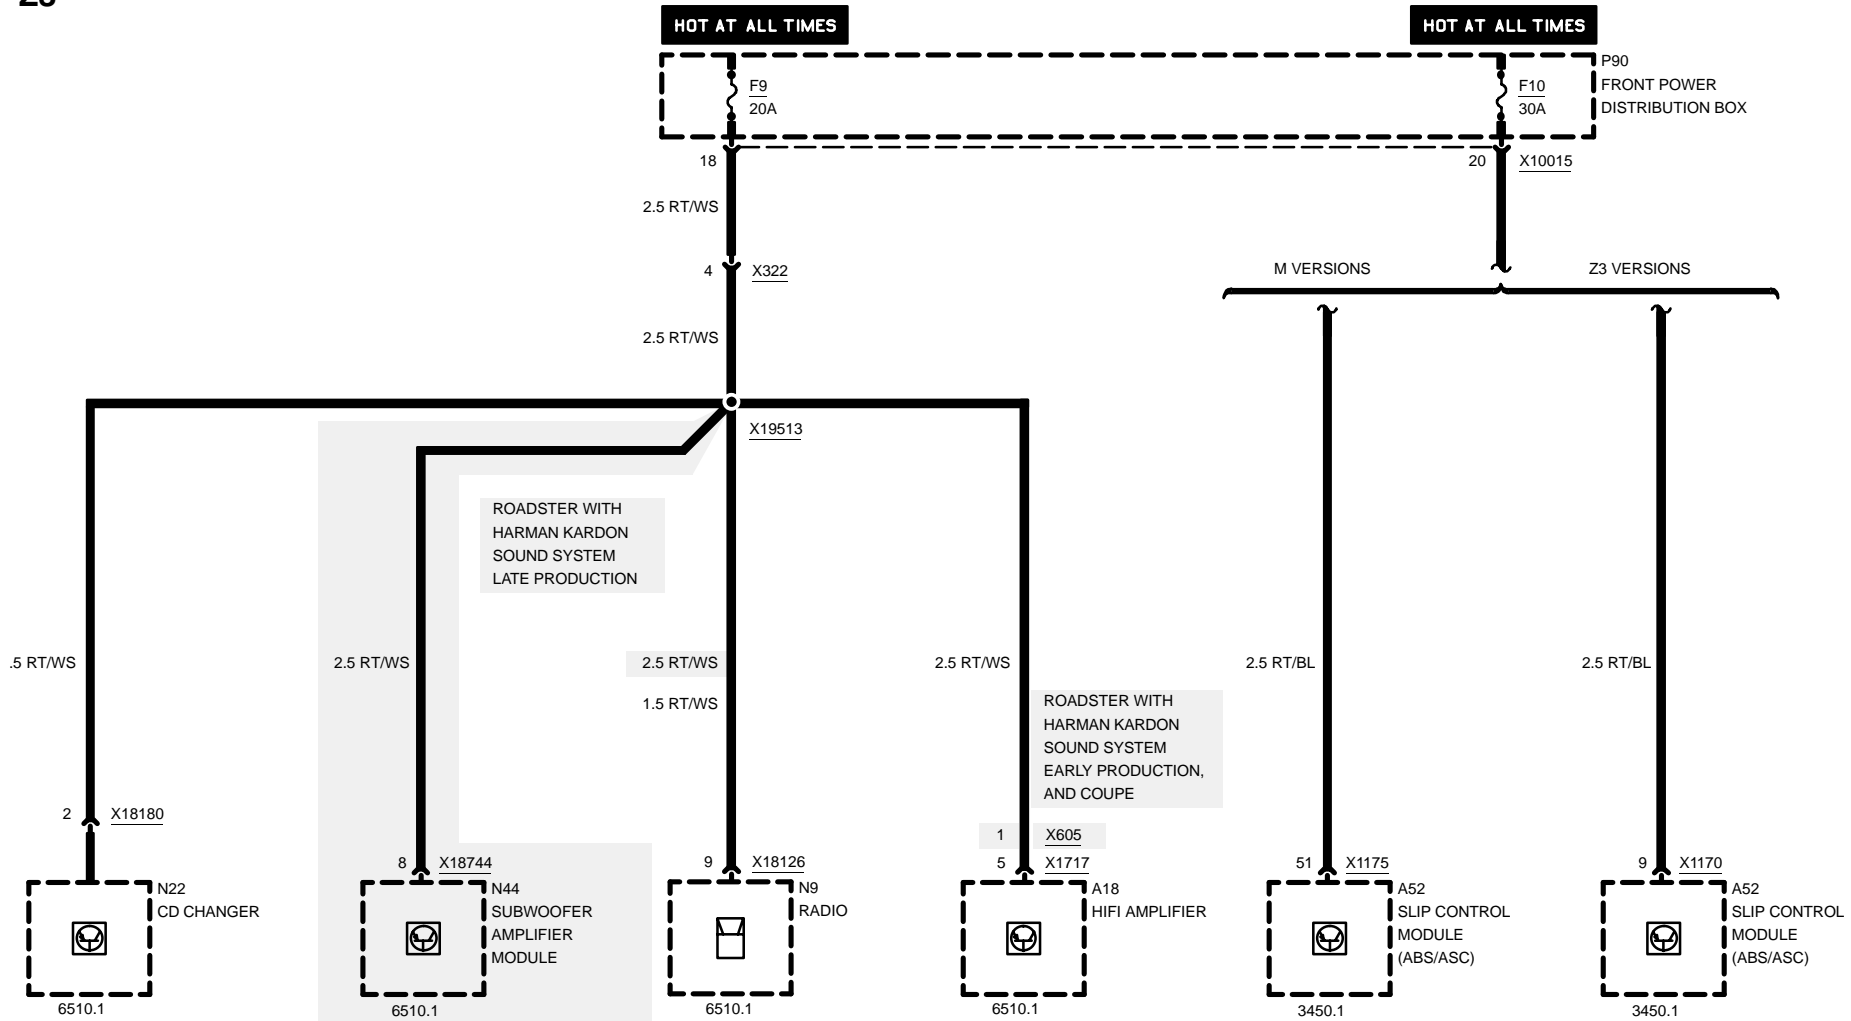 HOT AT ALL TIMES
HOT AT ALL TIMES
P90
FRONT POWER
DISTRIBUTION BOX
F9
20A
F10
30A
18
20
X10015
2.5 RT/WS
4
X322
M VERSIONS
Z3 VERSIONS
2.5 RT/WS
X19513
ROADSTER WITH
HARMAN KARDON
SOUND SYSTEM
LATE PRODUCTION
.5 RT/WS
2.5 RT/WS
2.5 RT/WS
1.5 RT/WS
2.5 RT/WS
2.5 RT/BL
2.5 RT/BL
ROADSTER WITH
HARMAN KARDON
SOUND SYSTEM
EARLY PRODUCTION,
AND COUPE
2
X18180
1
X605
8
X18744
9
X18126
5
X1717
51
X1175
9
X1170
N22
CD CHANGER
N44
SUBWOOFER
AMPLIFIER
MODULE
N9
RADIO
A18
HIFI AMPLIFIER
A52
SLIP CONTROL
MODULE
(ABS/ASC)
A52
SLIP CONTROL
MODULE
(ABS/ASC)
6510.1
6510.1
6510.1
6510.1
3450.1
3450.1